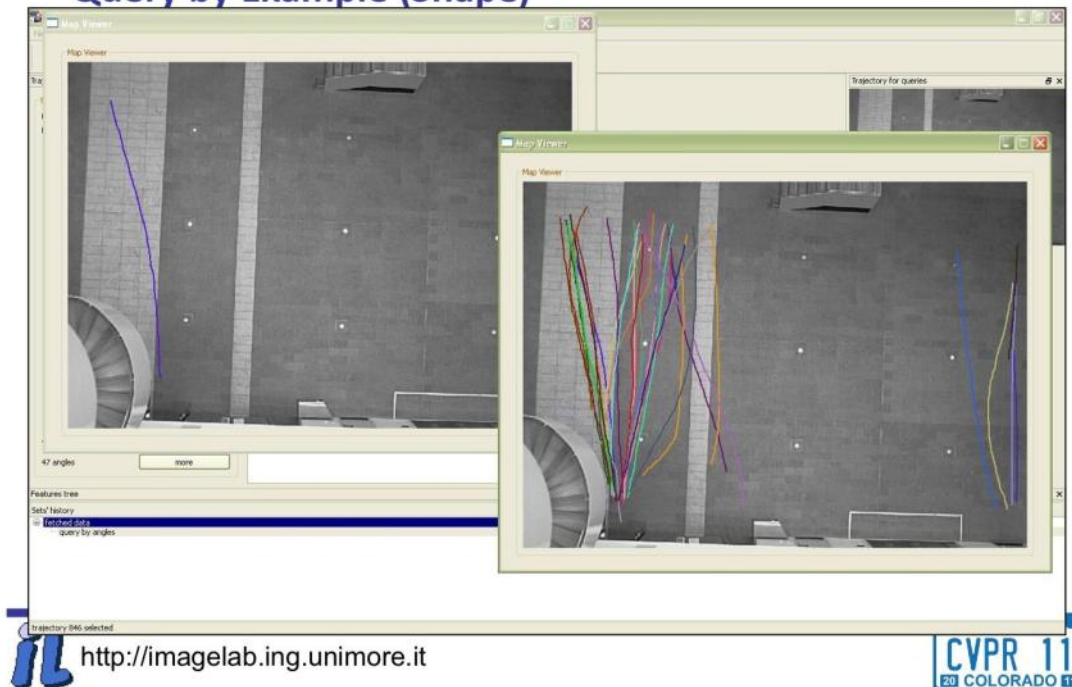 Query by Example (Shape)
Map Viewer
Map Viewer
Trajectory for queries
Map Viewer
Map Viewer
47 angles
more
Features tree
Sets' history
fetched data
query by angles
trajectory 846 selected
http://imagelab.ing.unimore.it
CVPR 11
20 COLORADO 11